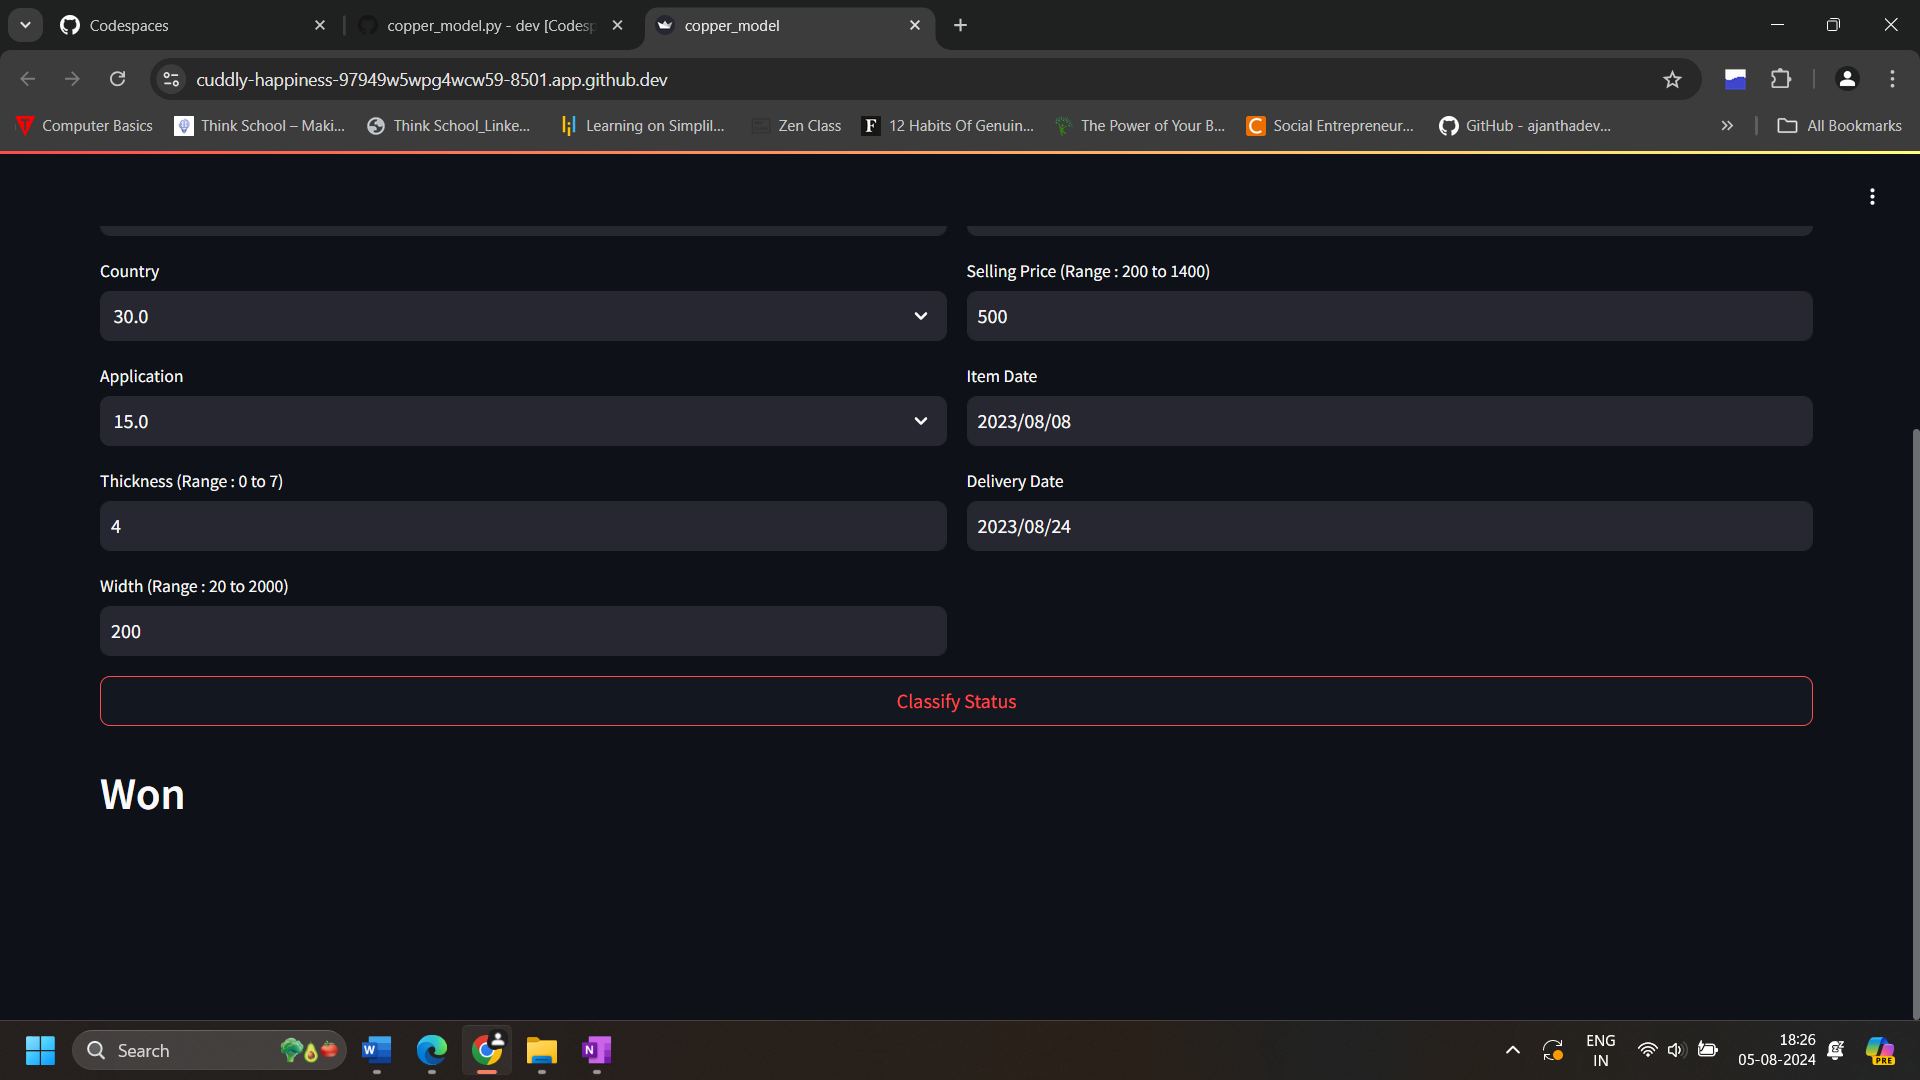 Codespaces
copper_model.py - dev [Codesp
copper_model
cuddly-happiness-97949w5wpg4wcw59-8501.app.github.dev
Computer Basics
Think School – Maki...
Think School_Linke...
Learning on Simplil...
Zen Class
12 Habits Of Genuin...
The Power of Your B...
Social Entrepreneur...
GitHub - ajanthadev...
All Bookmarks
Country
30.0
Selling Price (Range : 200 to 1400)
500
Application
15.0
Item Date
2023/08/08
Thickness (Range : 0 to 7)
4
Delivery Date
2023/08/24
Width (Range : 20 to 2000)
200
Classify Status
Won
Search
ENG
IN
18:26
05-08-2024
PRE